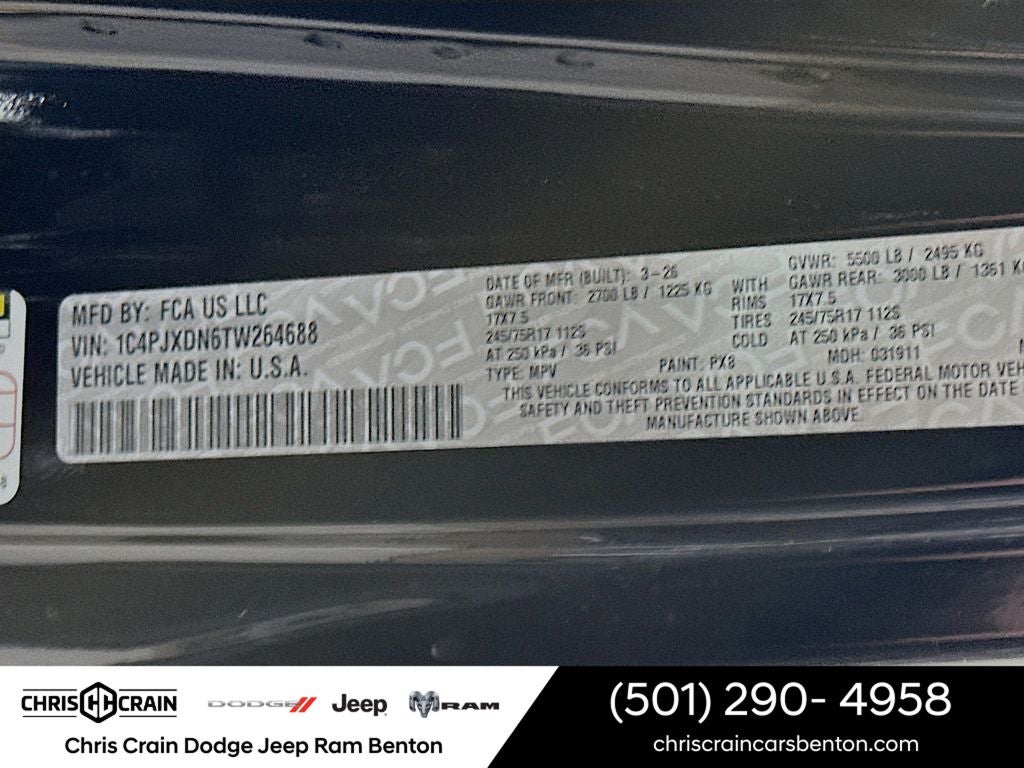 MFD BY: FCA US LLC
VIN: 1C4PJXDN6TW264688
VEHICLE MADE IN: U.S.A.
DATE OF MFR (BUILT): 3-26
GAWR FRONT: 2700 LB / 1225 KG
17X7.5
245/75R17 112S
AT 250 kPa / 36 PSI
TYPE: MPV
WITH
RIMS
TIRES
COLD
GVWR: 5500 LB / 2495 KG
GAWR REAR: 3000 LB / 1361 KG
17X7.5
245/75R17 112S
AT 250 kPa / 36 PSI
PAINT: PX8
MDH: 031911
THIS VEHICLE CONFORMS TO ALL APPLICABLE U.S.A. FEDERAL MOTOR
SAFETY AND THEFT PREVENTION STANDARDS IN EFFECT ON THE DATE
MANUFACTURE SHOWN ABOVE.
CHRIS CRAIN
DODGE
Jeep
RAM
Chris Crain Dodge Jeep Ram Benton
(501) 290- 4958
chriscraincarsbenton.com